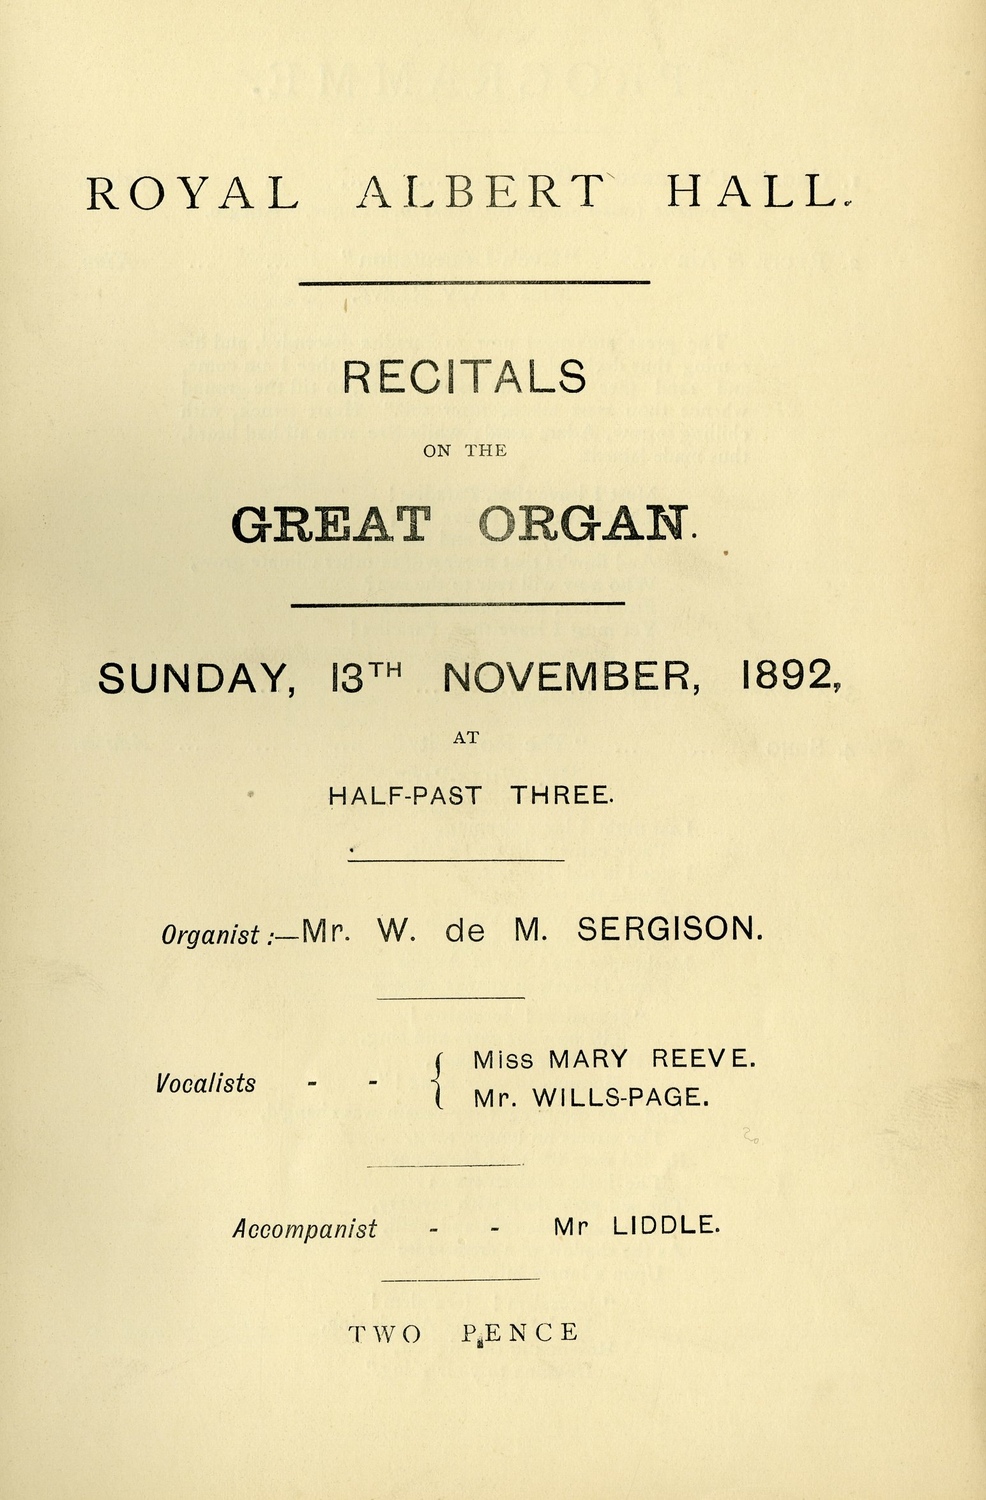 ROYAL ALBERT HALL.
RECITALS
ON THE
GREAT ORGAN.
SUNDAY, 13TH NOVEMBER, 1892,
AT
HALF-PAST THREE.
Organist :—Mr. W. de M. SERGISON.
Vocalists - - { Miss MARY REEVE.
Mr. WILLS-PAGE.
Accompanist - - Mr LIDDLE.
TWO PENCE